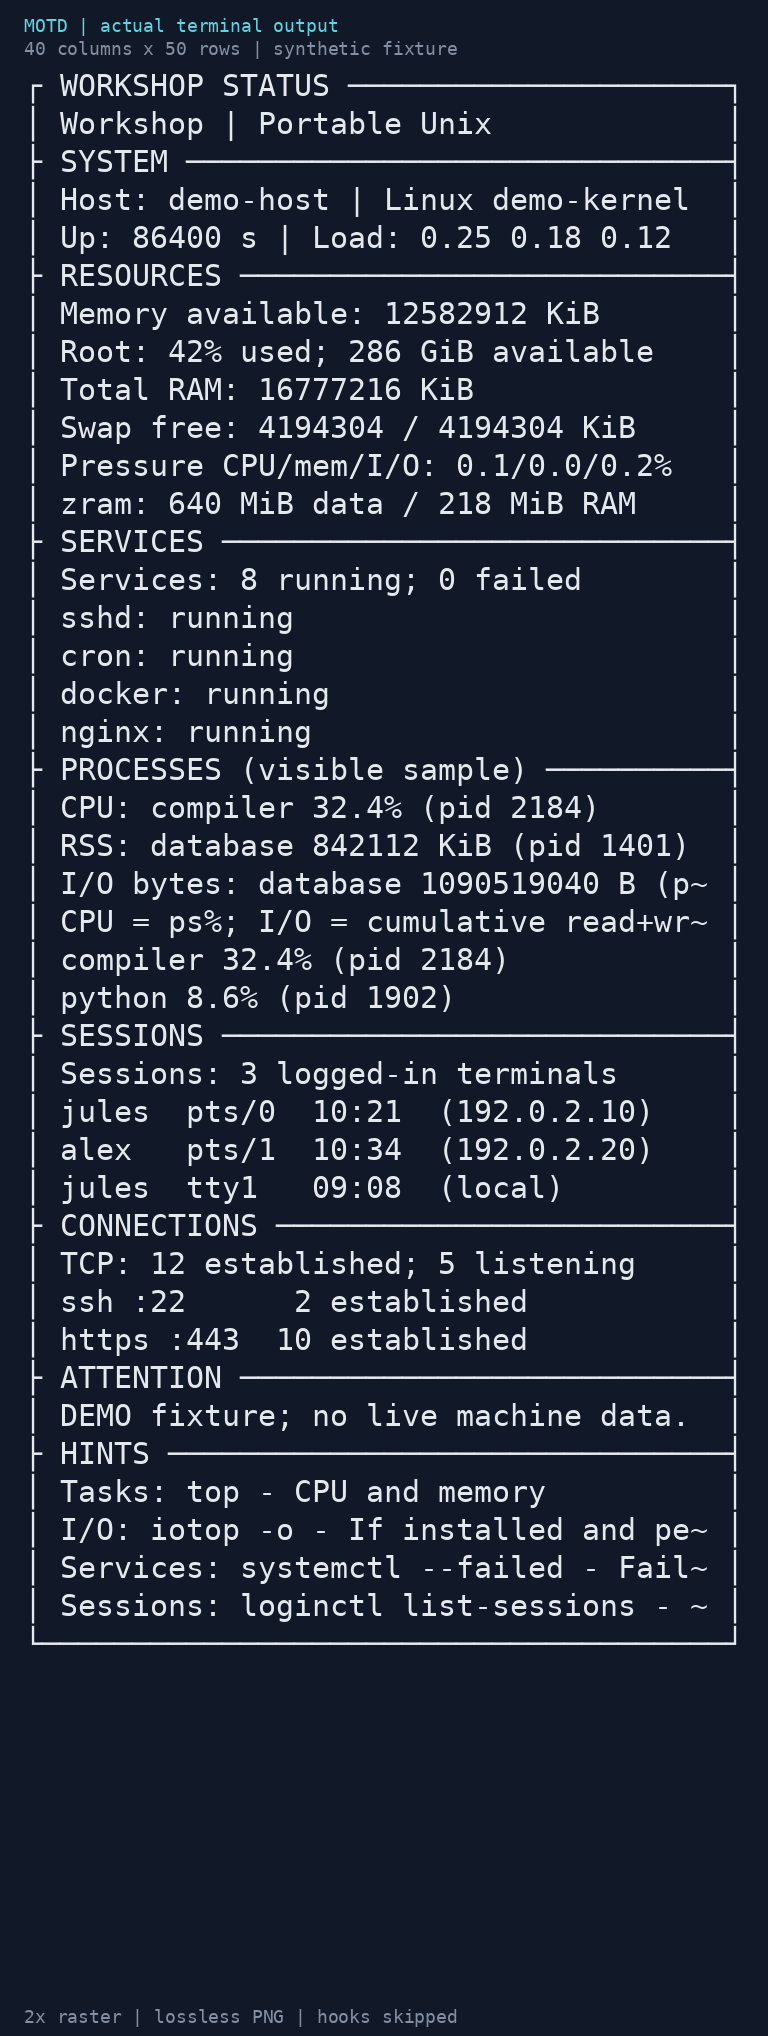 MOTD | actual terminal output
40 columns x 50 rows | synthetic fixture
WORKSHOP STATUS
Workshop | Portable Unix
SYSTEM
Host: demo-host | Linux demo-kernel
Up: 86400 s | Load: 0.25 0.18 0.12
RESOURCES
Memory available: 12582912 KiB
Root: 42% used; 286 GiB available
Total RAM: 16777216 KiB
Swap free: 4194304 / 4194304 KiB
Pressure CPU/mem/I/O: 0.1/0.0/0.2%
zram: 640 MiB data / 218 MiB RAM
SERVICES
Services: 8 running; 0 failed
sshd: running
cron: running
docker: running
nginx: running
PROCESSES (visible sample)
CPU: compiler 32.4% (pid 2184)
RSS: database 842112 KiB (pid 1401)
I/O bytes: database 1090519040 B (p~
CPU = ps%; I/O = cumulative read+wr~
compiler 32.4% (pid 2184)
python 8.6% (pid 1902)
SESSIONS
Sessions: 3 logged-in terminals
jules  pts/0  10:21  (192.0.2.10)
alex   pts/1  10:34  (192.0.2.20)
jules  tty1   09:08  (local)
CONNECTIONS
TCP: 12 established; 5 listening
ssh :22      2 established
https :443  10 established
ATTENTION
DEMO fixture; no live machine data.
HINTS
Tasks: top - CPU and memory
I/O: iotop -o - If installed and pe~
Services: systemctl --failed - Fail~
Sessions: loginctl list-sessions - ~
2x raster | lossless PNG | hooks skipped